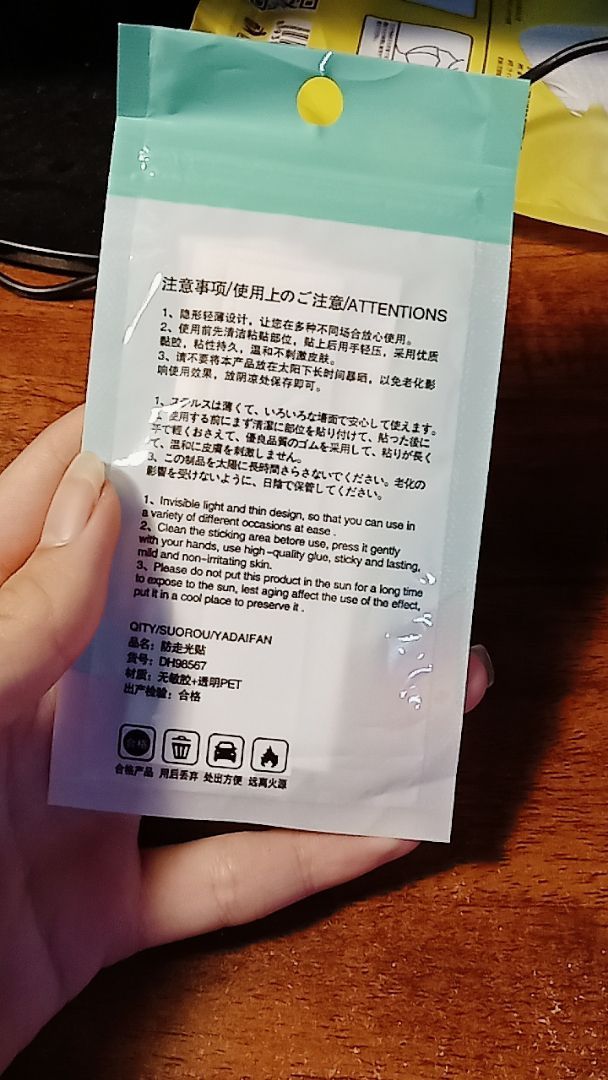 注意事项/使用上のご注意/ATTENTIONS
1、隐形轻薄设计，让您在多种不同场合放心使用。
2、使用前先清洁粘贴部位，贴上后用手轻压，采用优质
黏胶，粘性持久，温和不刺激皮肤。
3、请不要将本产品放在太阳下长时间暴晒，以免老化影
响使用效果，放阴凉处保存即可。
1、スクルスは薄くて、いろいろな場面で安心して使えます。
使用する前にまず清潔に部位を貼り付けて、貼った後に
手で軽くおさえて、優良品質のゴムを采用して、粘りが長く
て、温和に皮膚を刺激しません。
3、この制品を太陽に長時間さらさないでください。老化の
影響を受けないように、日陰で保管してください。
1、Invisible light and thin design, so that you can use in
a variety of different occasions at ease .
2、Clean the sticking area betore use, press it gently
with your hands, use high-quality glue, sticky and lasting,
mild and non-irritating skin.
3、Please do not put this product in the sun for a long time
to expose to the sun, lest aging affect the use of the effect,
put it in a cool place to preserve it .
QITY/SUOROU/YADAIFAN
品名：防走光贴
货号：DH98567
材质：无敏胶+透明PET
出产检验：合格
合格
合格产品 用后丢弃 处出方便 远离火源